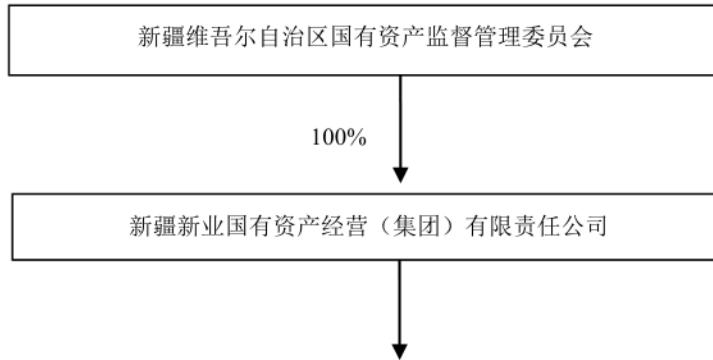 新疆维吾尔自治区国有资产监督管理委员会
100%
新疆新业国有资产经营（集团）有限责任公司